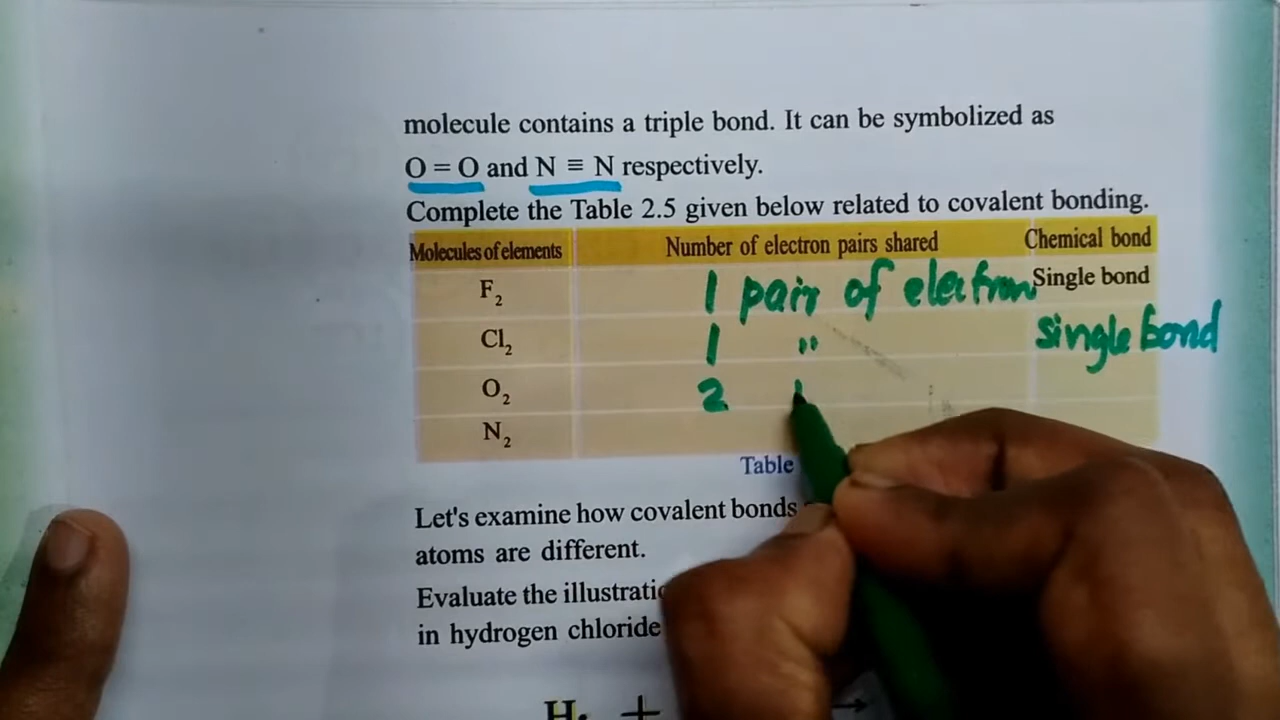 molecule contains a triple bond. It can be symbolized as
O = O and N ≡ N respectively.
Complete the Table 2.5 given below related to covalent bonding.
Molecules of elements Number of electron pairs shared Chemical bond
F₂ 1 pair of electron Single bond
Cl₂ 1 " single bond
O₂ 2
N₂
Table
Let's examine how covalent bonds
atoms are different.
Evaluate the
in hydrogen chloride
H +